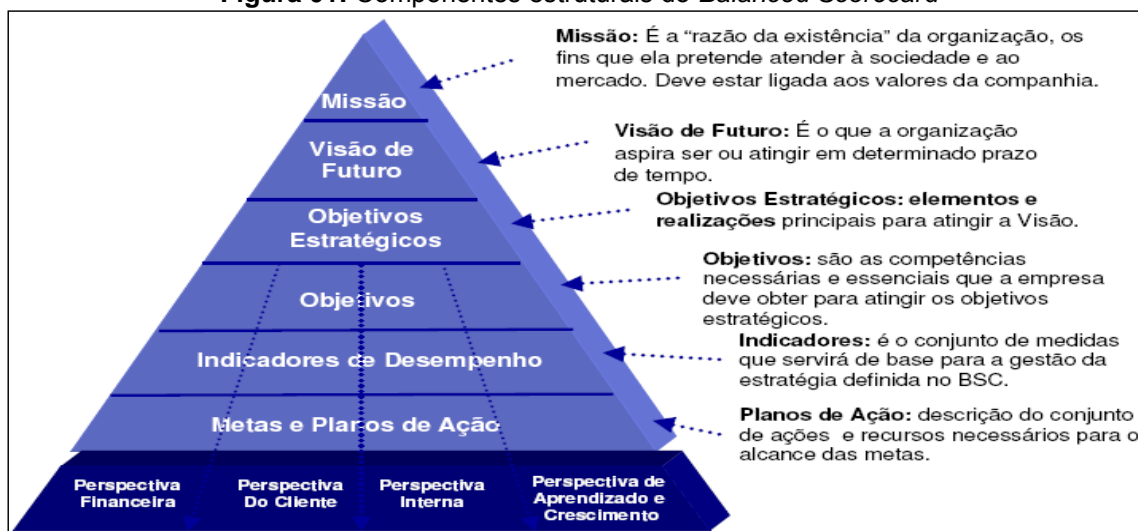 Missão: É a “razão da existência” da organização, os
fins que ela pretende atender à sociedade e ao
mercado. Deve estar ligada aos valores da companhia.
Missão
Visão de Futuro: É o que a organização
aspira ser ou atingir em determinado prazo
de tempo.
Visão de
Futuro
Objetivos Estratégicos: elementos e
realizações principais para atingir a Visão.
Objetivos
Estratégicos
Objetivos: são as competências
necessárias e essenciais que a empresa
deve obter para atingir os objetivos
estratégicos.
Objetivos
Indicadores: é o conjunto de medidas
que servirá de base para a gestão da
estratégia definida no BSC.
Indicadores de Desempenho
Planos de Ação: descrição do conjunto
de ações e recursos necessários para o
alcance das metas.
Metas e Planos de Ação
Perspectiva
Financeira
Perspectiva
Do Cliente
Perspectiva
Interna
Perspectiva de
Aprendizado e
Crescimento